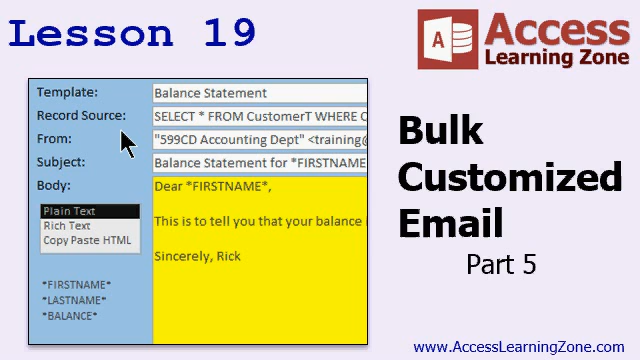 Lesson 19
A
Access
Learning Zone
Template:
Balance Statement
Record Source:
SELECT * FROM CustomerT WHERE
From:
"599CD Accounting Dept" <training@
Subject:
Balance Statement for *FIRSTNAME
Body:
Dear *FIRSTNAME*,
Plain Text
Rich Text
Copy Paste HTML
This is to tell you that your balance
Sincerely, Rick
*FIRSTNAME*
*LASTNAME*
*BALANCE*
Bulk
Customized
Email
Part 5
www.AccessLearningZone.com